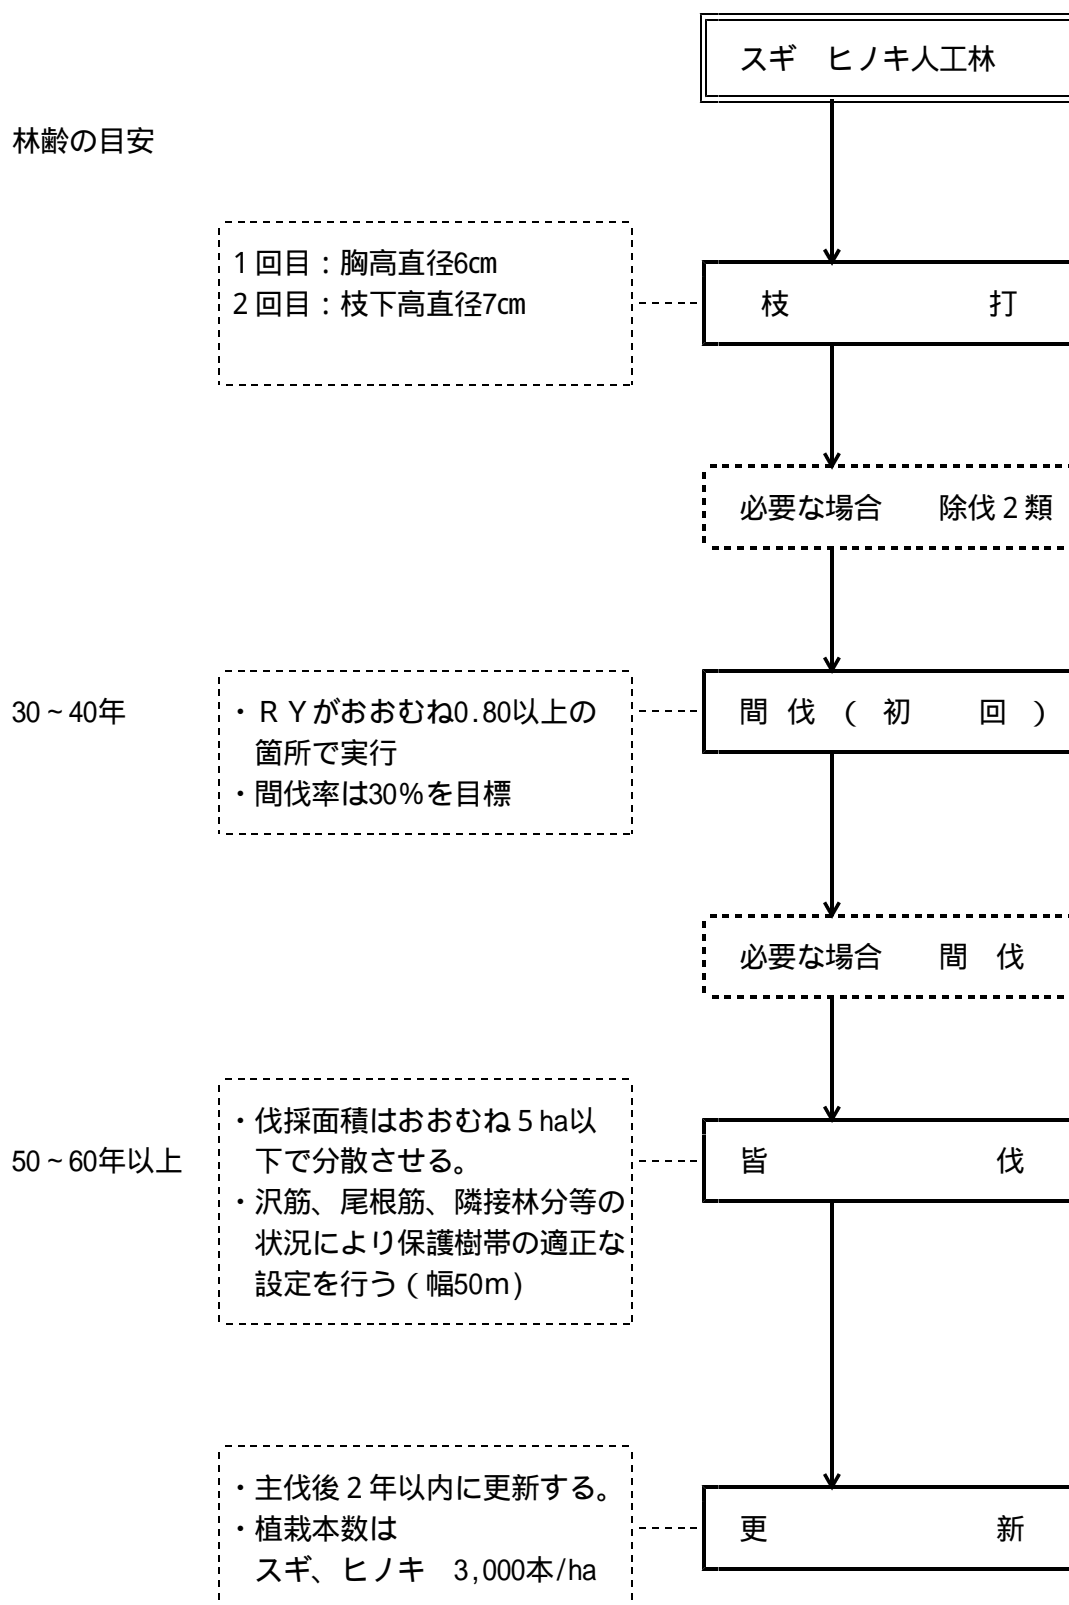 スギ　ヒノキ人工林
林齢の目安
１回目：胸高直径6㎝
２回目：枝下高直径7㎝
枝　　　　　打
必要な場合　　除伐２類
30～40年
・ＲＹがおおむね0.80以上の
箇所で実行
・間伐率は30％を目標
間 伐 （ 初　　回 ）
必要な場合　　間　伐
50～60年以上
・伐採面積はおおむね５ha以
下で分散させる。
・沢筋、尾根筋、隣接林分等の
状況により保護樹帯の適正な
設定を行う（幅50ｍ）
皆　　　　　伐
・主伐後２年以内に更新する。
・植栽本数は
スギ、ヒノキ　3,000本/ha
更　　　　　新